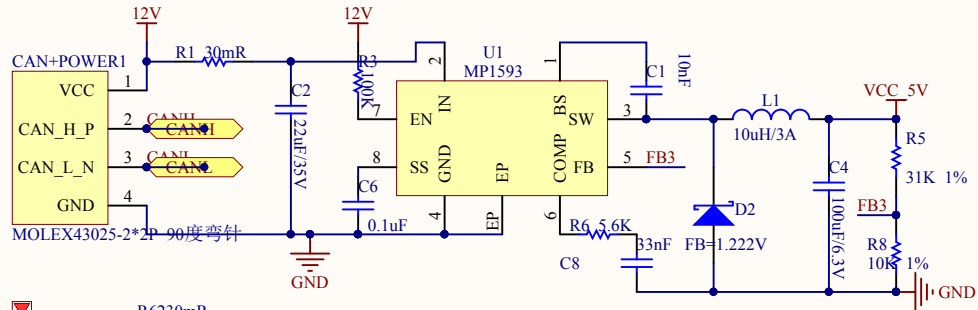 12V
12V
R1 30mR
CAN+POWER1
VCC
1
CAN_H_P
2
CANH
CANH
CAN_L_N
3
CANL
CANL
GND
4
MOLEX43025-2*2P 90度弯针
C2
22uF/35V
R3
100K
U1
MP1593
2
IN
1
BS
7
EN
SW
3
8
SS
GND
EP
COMP
FB
5
FB3
4
EP
6
C6
0.1uF
GND
C1
10nF
R6 5.6K
33nF
C8
L1
10uH/3A
D2
FB=1.222V
C4
100uF/6.3V
VCC_5V
R5
31K 1%
FB3
R8
10K 1%
GND
R6230mR